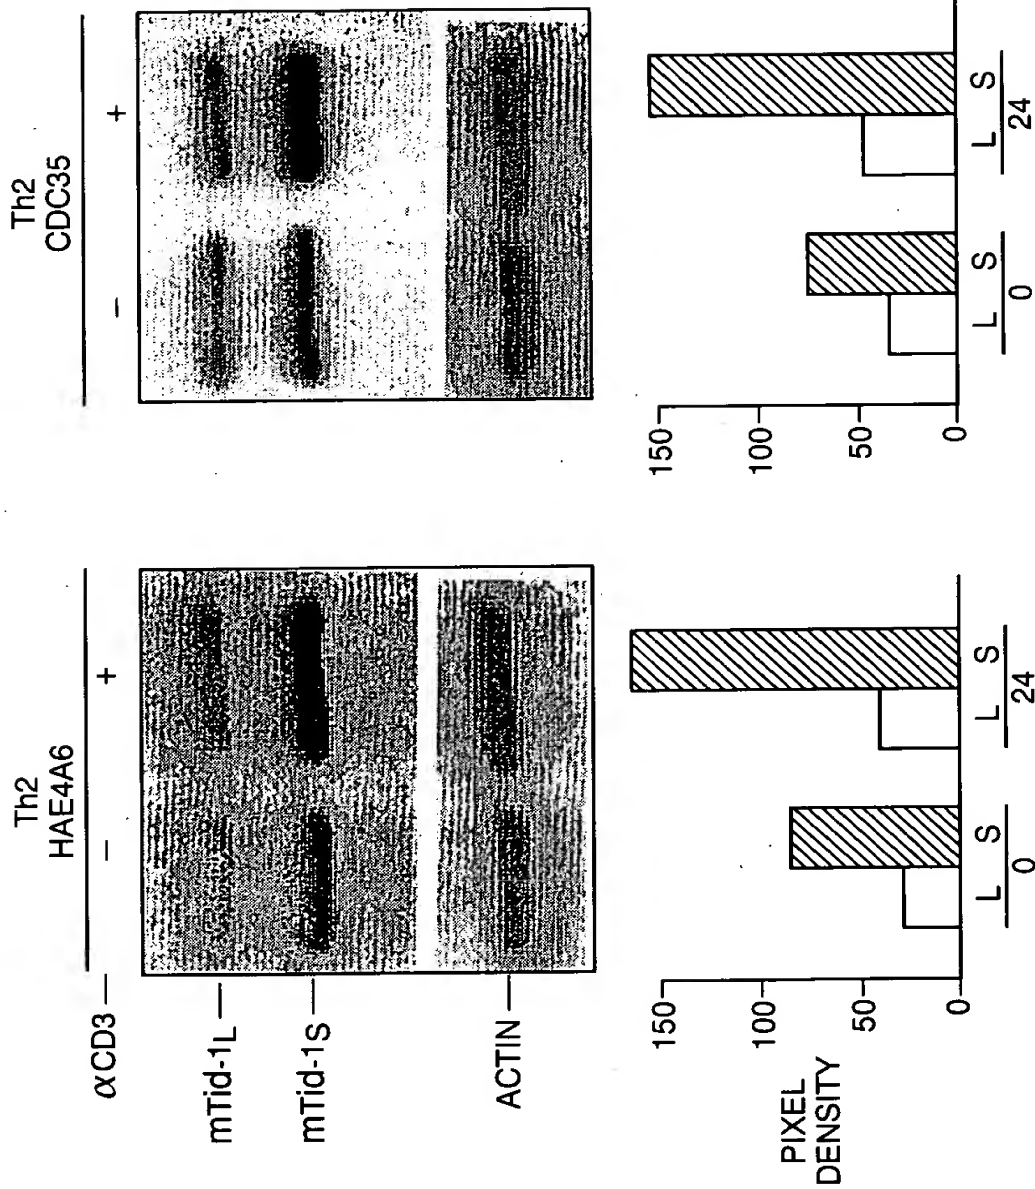 Th2
HAE4A6
Th2
CDC35
αCD3 — − + − +
mTid-1L —
mTid-1S —
ACTIN —
PIXEL
DENSITY
150
100
50
0
L S L S
0 24
150
100
50
0
L S L S
0 24